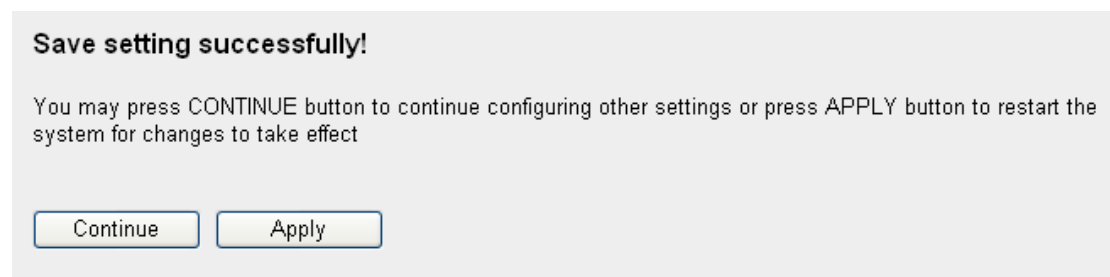 Save setting successfully!
You may press CONTINUE button to continue configuring other settings or press APPLY button to restart the
system for changes to take effect
Continue Apply